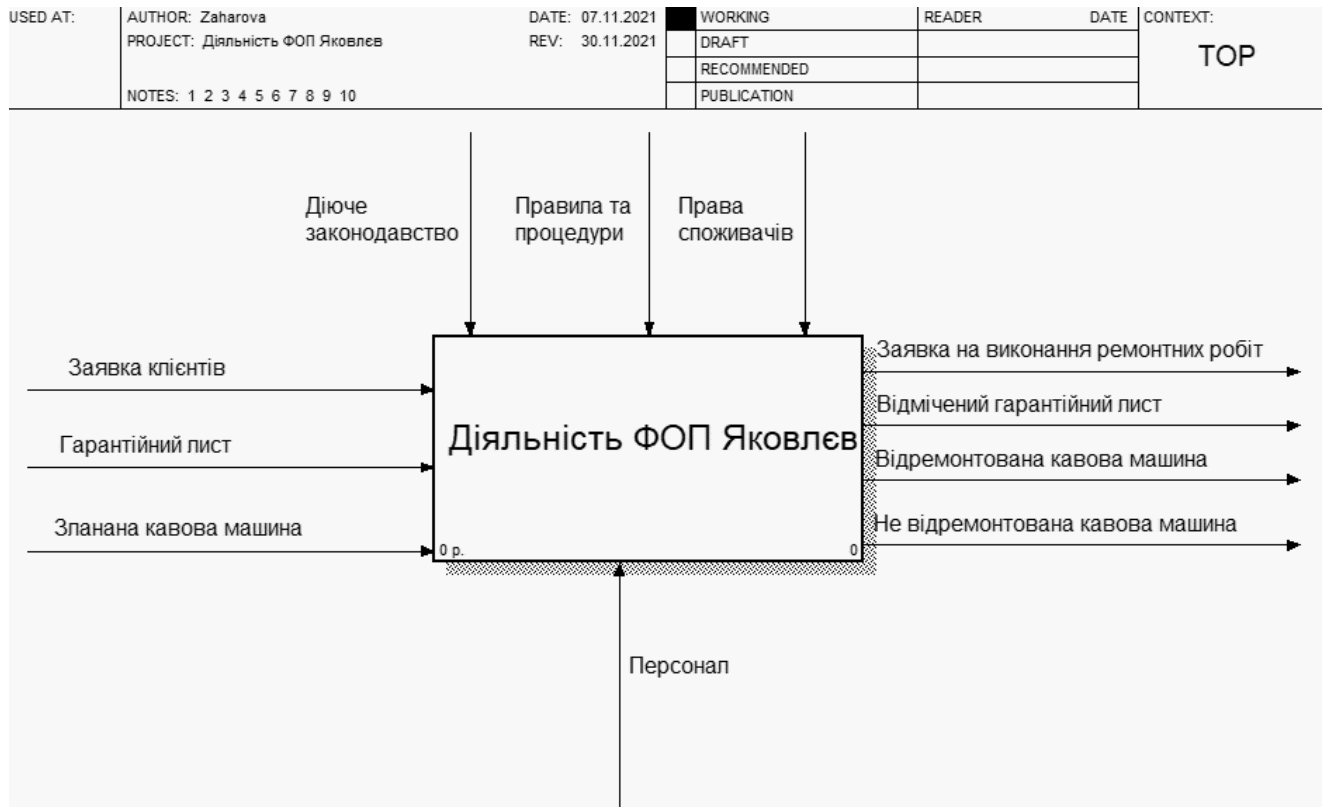 USED AT:
AUTHOR: Zaharova
DATE: 07.11.2021
WORKING
READER
DATE
CONTEXT:
PROJECT: Діяльність ФОП Яковлєв
REV: 30.11.2021
DRAFT
TOP
RECOMMENDED
NOTES: 1 2 3 4 5 6 7 8 9 10
PUBLICATION
Діюче
законодавство
Правила та
процедури
Права
споживачів
Заявка клієнтів
Гарантійний лист
Зланана кавова машина
Діяльність ФОП Яковлєв
0 р.
0
Заявка на виконання ремонтних робіт
Відмічений гарантійний лист
Відремонтована кавова машина
Не відремонтована кавова машина
Персонал